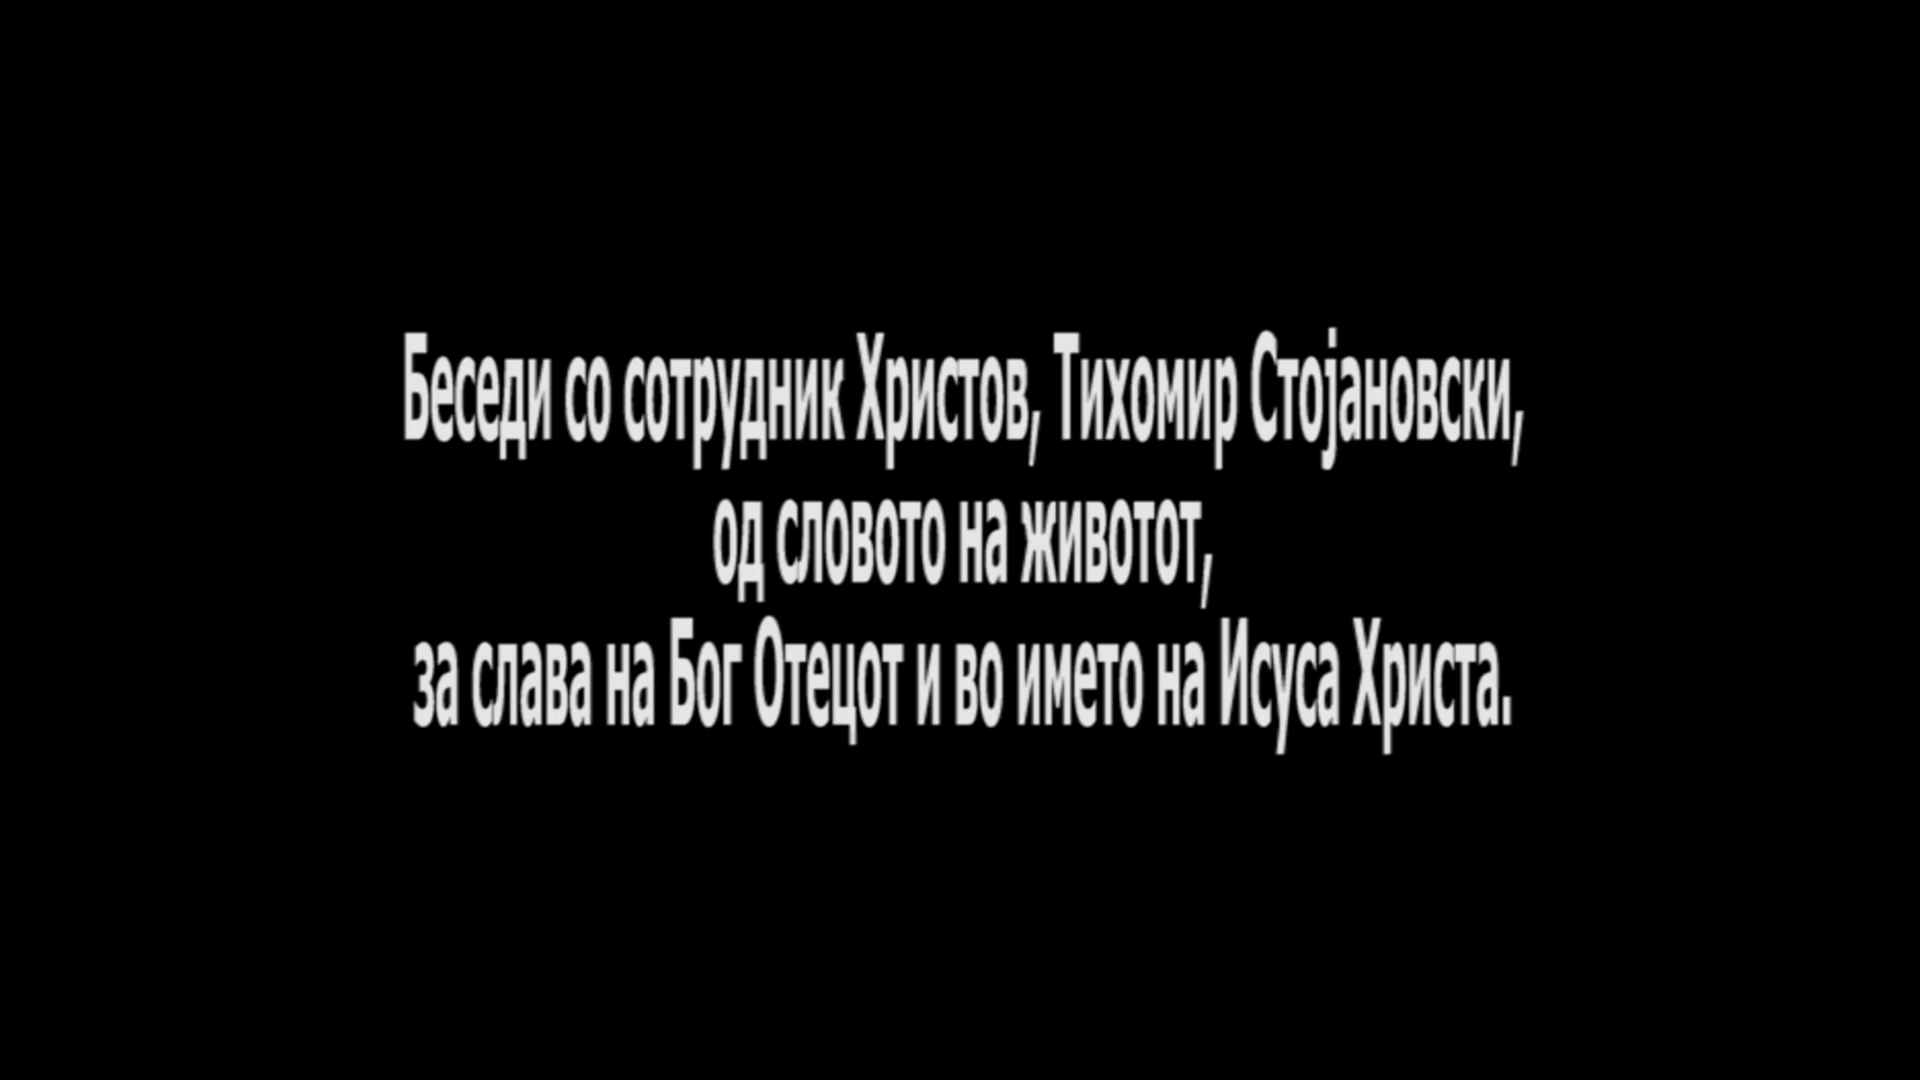 Беседи со сотрудник Христов, Тихомир Стојановски,
од словото на животот,
за слава на Бог Отецот и во името на Исуса Христа.